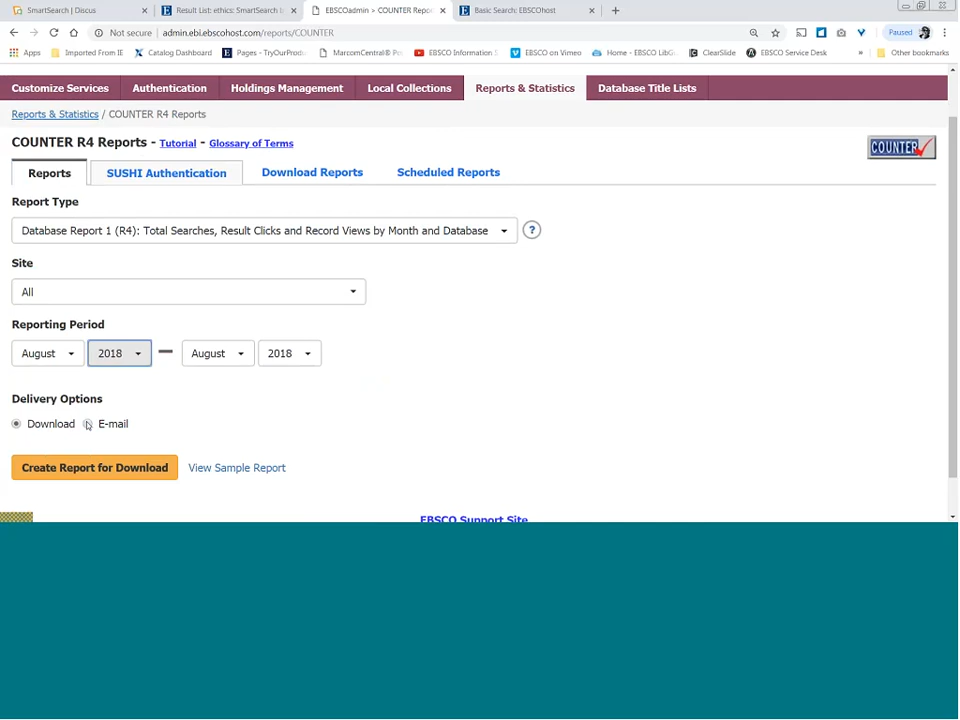 SmartSearch | Discus
Result List: ethics: SmartSearch b
EBSCOadmin > COUNTER Repor
Basic Search: EBSCOhost
Not secure | admin.ebi.ebscohost.com/reports/COUNTER
Paused
Apps Imported From IE Catalog Dashboard Pages - TryOurProdu MarcomCentral® Po EBSCO Information S EBSCO on Vimeo Home - EBSCO LibGu ClearSlide EBSCO Service Desk » Other bookmarks
Customize Services Authentication Holdings Management Local Collections Reports & Statistics Database Title Lists
Reports & Statistics / COUNTER R4 Reports
COUNTER R4 Reports - Tutorial - Glossary of Terms
COUNTER
Reports SUSHI Authentication Download Reports Scheduled Reports
Report Type
Database Report 1 (R4): Total Searches, Result Clicks and Record Views by Month and Database
?
Site
All
Reporting Period
August 2018 — August 2018
Delivery Options
Download E-mail
Create Report for Download View Sample Report
EBSCO Support Site